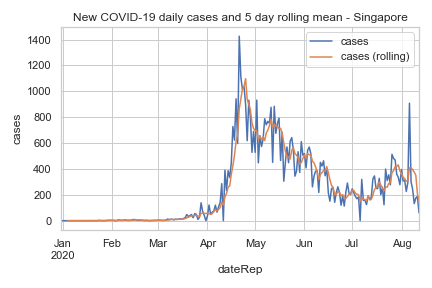 New COVID-19 daily cases and 5 day rolling mean - Singapore
cases
cases (rolling)
1400
1200
1000
800
600
400
200
0
cases
Jan Feb Mar Apr May Jun Jul Aug
2020
dateRep